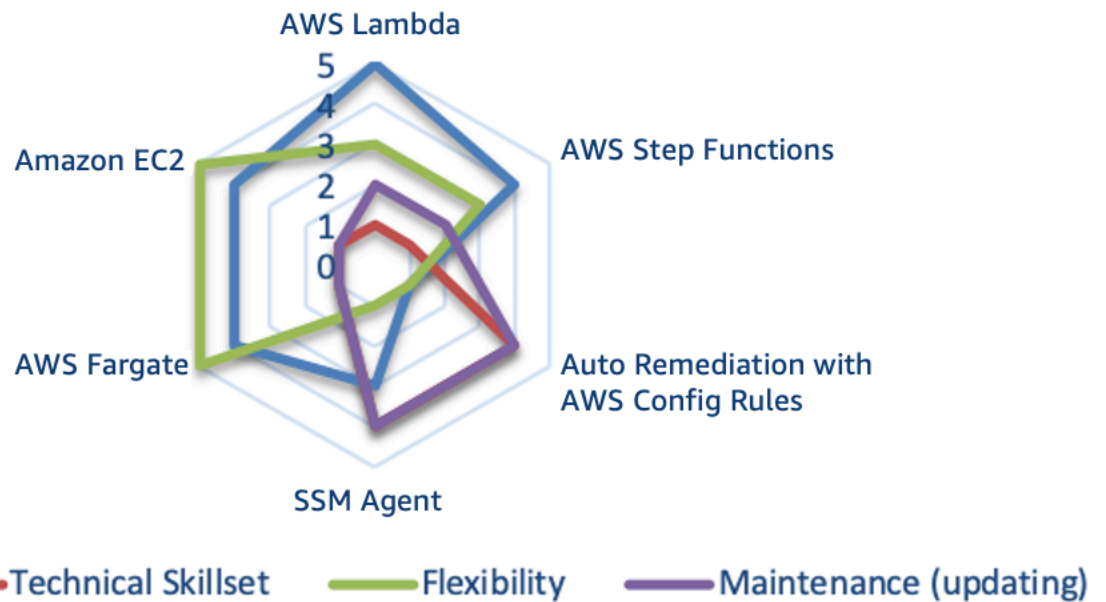 AWS Lambda
5
4
3
2
1
0
Amazon EC2
AWS Step Functions
AWS Fargate
Auto Remediation with
AWS Config Rules
SSM Agent
Technical Skillset Flexibility Maintenance (updating)